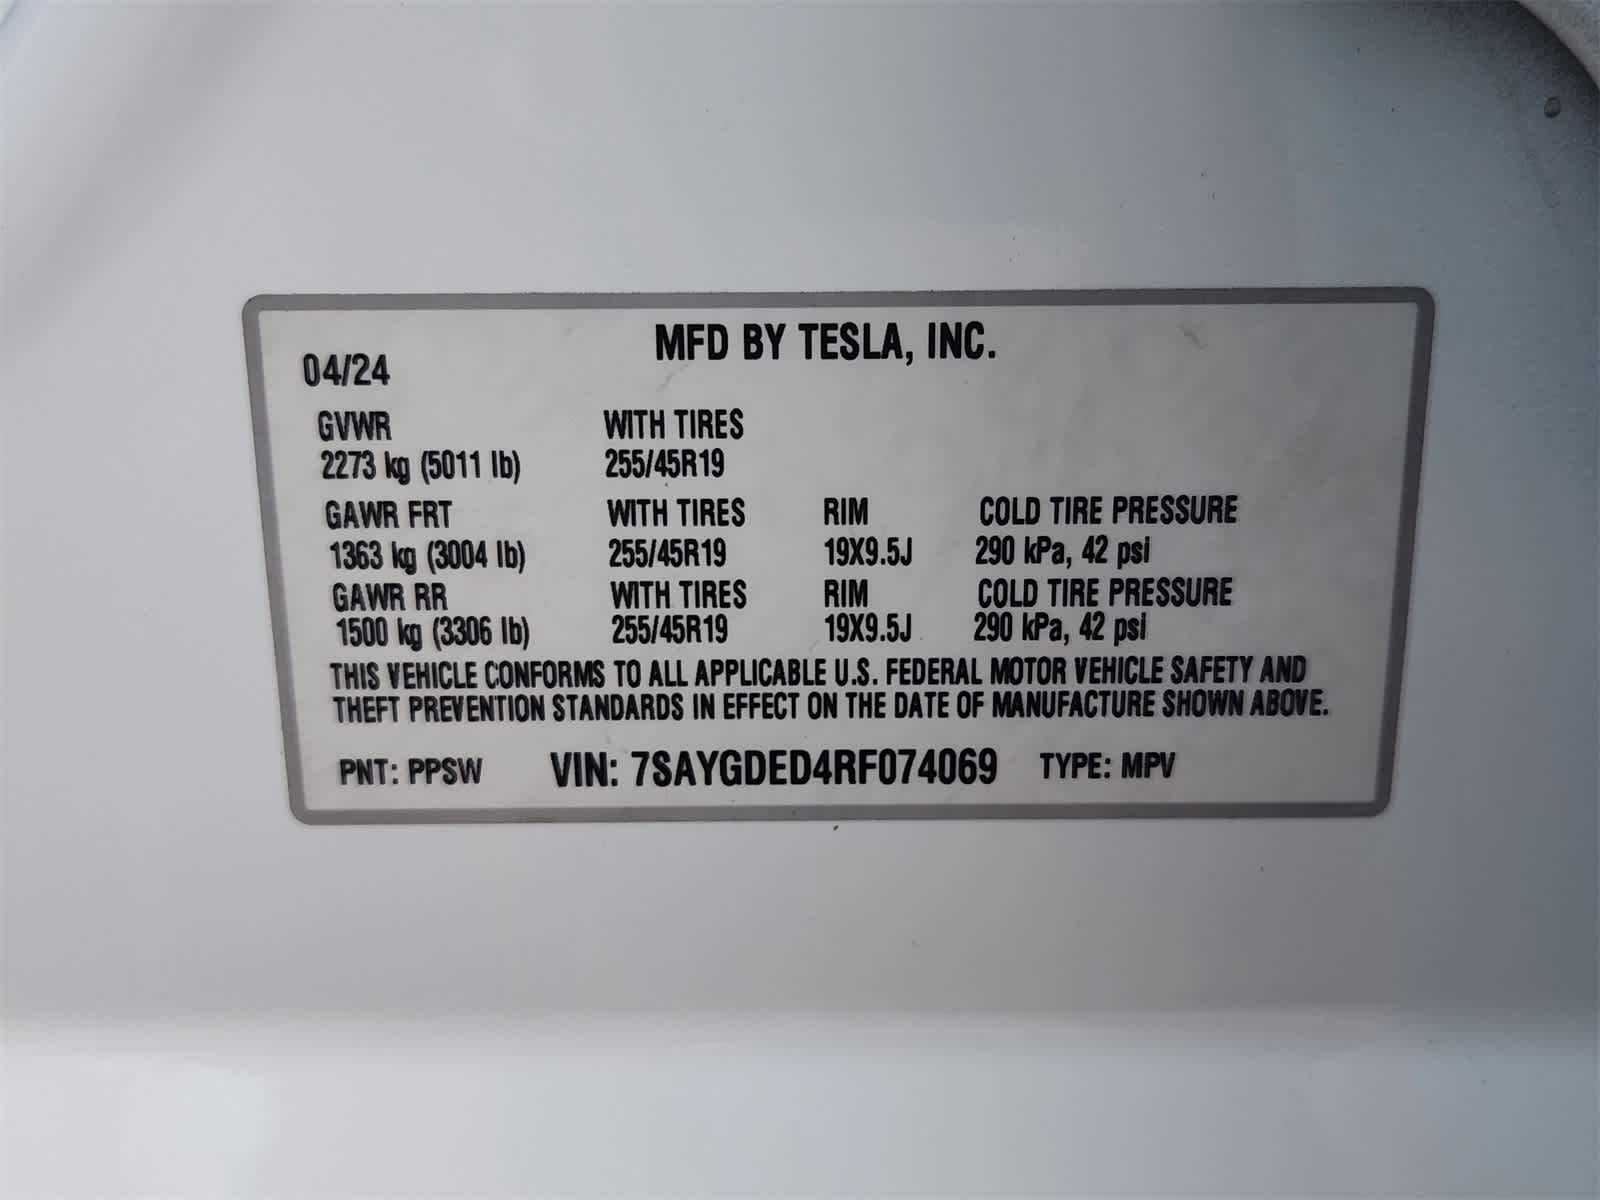 MFD BY TESLA, INC.
04/24
GVWR WITH TIRES
2273 kg (5011 lb) 255/45R19
GAWR FRT WITH TIRES RIM COLD TIRE PRESSURE
1363 kg (3004 lb) 255/45R19 19X9.5J 290 kPa, 42 psi
GAWR RR WITH TIRES RIM COLD TIRE PRESSURE
1500 kg (3306 lb) 255/45R19 19X9.5J 290 kPa, 42 psi
THIS VEHICLE CONFORMS TO ALL APPLICABLE U.S. FEDERAL MOTOR VEHICLE SAFETY AND
THEFT PREVENTION STANDARDS IN EFFECT ON THE DATE OF MANUFACTURE SHOWN ABOVE.
PNT: PPSW VIN: 7SAYGDED4RF074069 TYPE: MPV